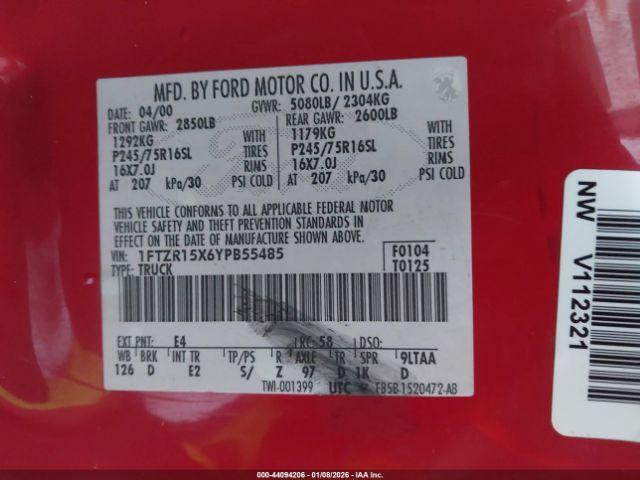 MFD. BY FORD MOTOR CO. IN U.S.A.
DATE: 04/00 GVWR: 5080LB/ 2304KG
FRONT GAWR: 2850LB REAR GAWR: 2600LB
1292KG WITH 1179KG WITH
P245/75R16SL TIRES P245/75R16SL TIRES
16X7.0J RIMS 16X7.0J RIMS
AT 207 kPa/30 PSI COLD AT 207 kPa/30 PSI COLD
THIS VEHICLE CONFORMS TO ALL APPLICABLE FEDERAL MOTOR
VEHICLE SAFETY AND THEFT PREVENTION STANDARDS IN
EFFECT ON THE DATE OF MANUFACTURE SHOWN ABOVE.
VIN: 1FTZR15X6YPB55485 F0104
TYPE: TRUCK T0125
EXT PNT: E4 RC: 58 DSO:
WB BRK INT TR TP/PS R AXLE TR SPR 9LTAA
126 D E2 S/ Z 97 D 1K D
TWI-001399 UTC F85B-1520472-AB
NW V112321
000-44094206 - 01/08/2026 - IAA Inc.